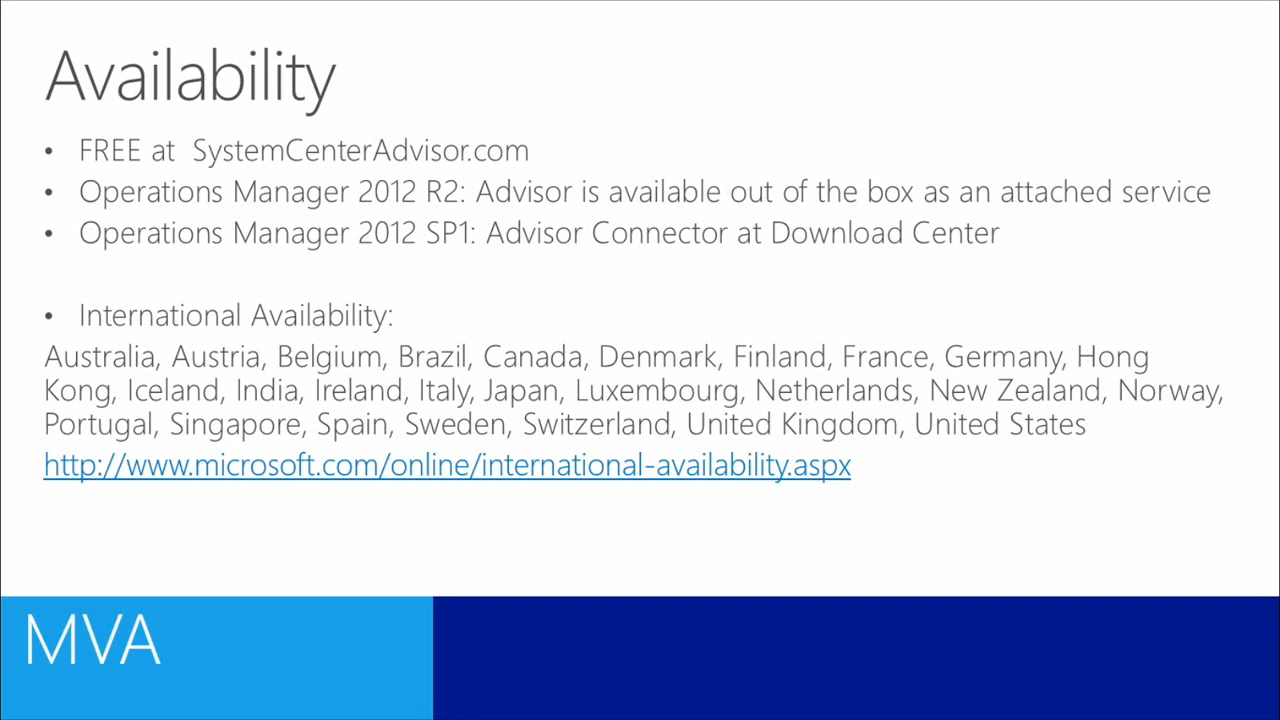 Availability
• FREE at SystemCenterAdvisor.com
• Operations Manager 2012 R2: Advisor is available out of the box as an attached service
• Operations Manager 2012 SP1: Advisor Connector at Download Center
• International Availability:
Australia, Austria, Belgium, Brazil, Canada, Denmark, Finland, France, Germany, Hong
Kong, Iceland, India, Ireland, Italy, Japan, Luxembourg, Netherlands, New Zealand, Norway,
Portugal, Singapore, Spain, Sweden, Switzerland, United Kingdom, United States
http://www.microsoft.com/online/international-availability.aspx
MVA